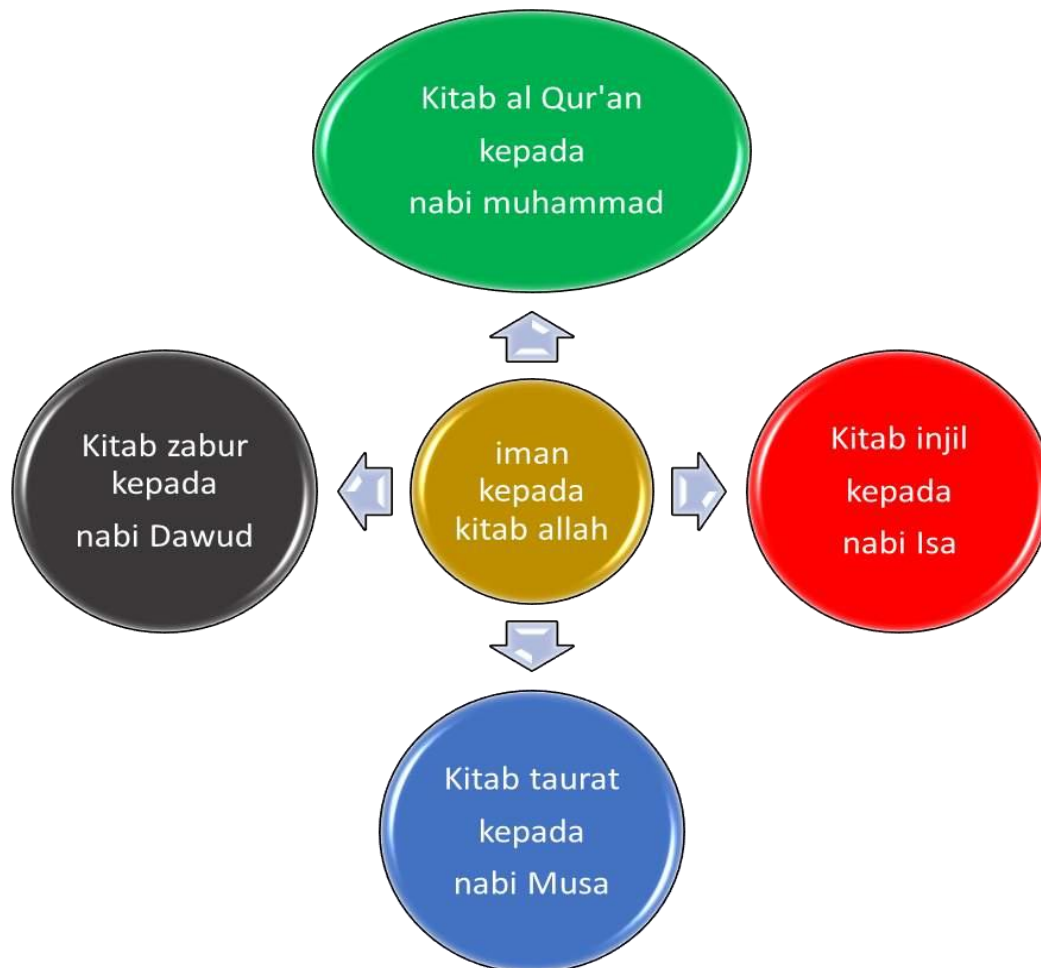 Kitab al Qur'an
kepada
nabi muhammad
Kitab zabur
kepada
nabi Dawud
iman
kepada
kitab allah
Kitab injil
kepada
nabi Isa
Kitab taurat
kepada
nabi Musa